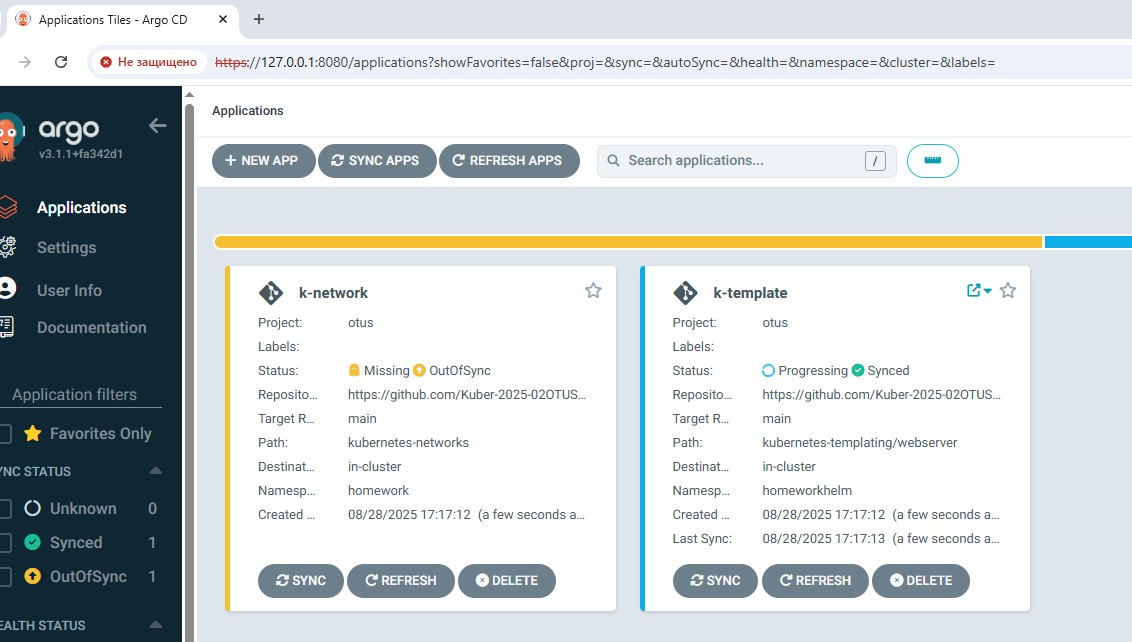 Applications Tiles - Argo CD
Не защищено https://127.0.0.1:8080/applications?showFavorites=false&proj=&sync=&autoSync=&health=&namespace=&cluster=&labels=
argo
v3.1.1+fa342d1
Applications
Settings
User Info
Documentation
Application filters
Favorites Only
NC STATUS
Unknown 0
Synced 1
OutOfSync 1
EALTH STATUS
Applications
NEW APP SYNC APPS REFRESH APPS Search applications... /
k-network
Project: otus
Labels:
Status: Missing OutOfSync
Reposito... https://github.com/Kuber-2025-02OTUS...
Target R... main
Path: kubernetes-networks
Destinat... in-cluster
Namesp... homework
Created ... 08/28/2025 17:17:12 (a few seconds a...
SYNC REFRESH DELETE
k-template
Project: otus
Labels:
Status: Progressing Synced
Reposito... https://github.com/Kuber-2025-02OTUS...
Target R... main
Path: kubernetes-templating/webserver
Destinat... in-cluster
Namesp... homeworkhelm
Created ... 08/28/2025 17:17:12 (a few seconds a...
Last Sync: 08/28/2025 17:17:13 (a few seconds a...
SYNC REFRESH DELETE